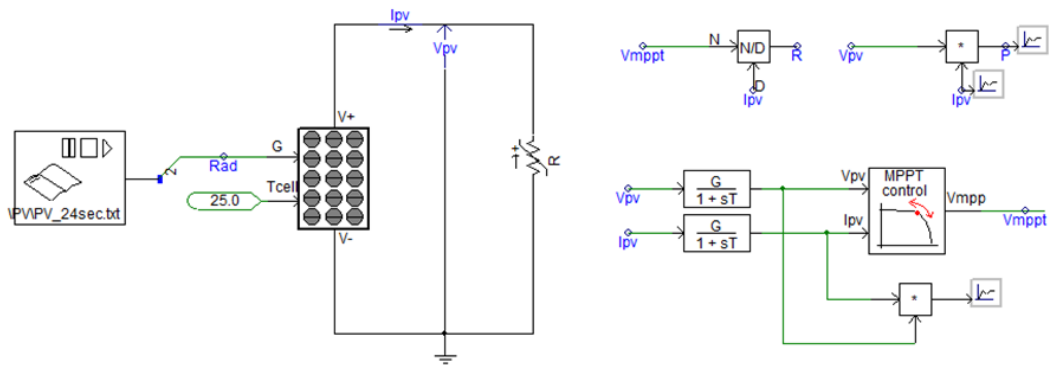 Ipv
Vpv
V+
G
Rad
2
Tcell
25.0
\PV\PV_24sec.txt
V-
+
R
Vmppt
N
N/D
D
Ipv
R
Vpv
*
P
Ipv
Vpv
G
1 + sT
Ipv
G
1 + sT
Vpv
Ipv
MPPT
control
Vmpp
Vmppt
*